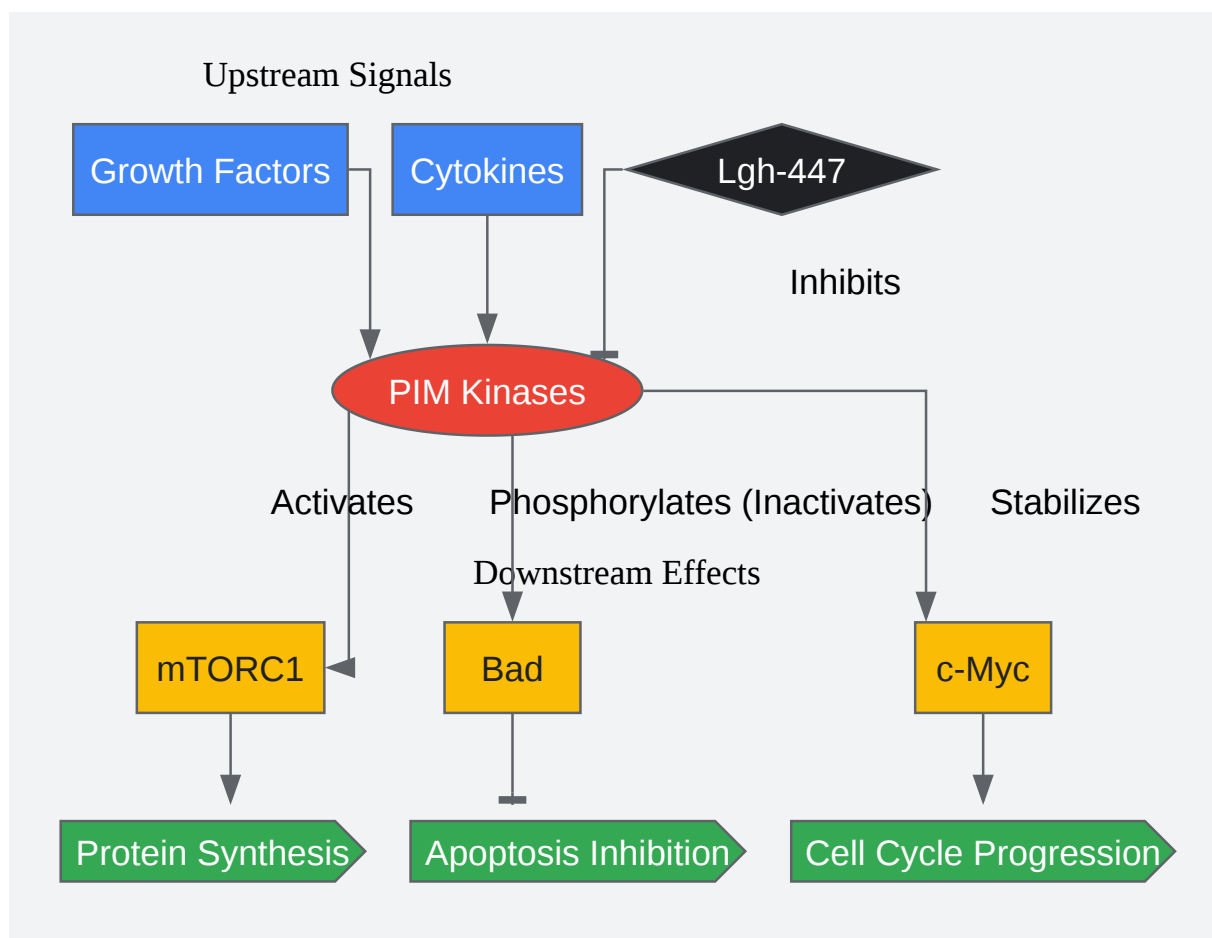 Upstream Signals
Growth Factors
Cytokines
Lgh-447
Inhibits
PIM Kinases
Activates
Phosphorylates (Inactivates)
Stabilizes
Downstream Effects
mTORC1
Bad
c-Myc
Protein Synthesis
Apoptosis Inhibition
Cell Cycle Progression